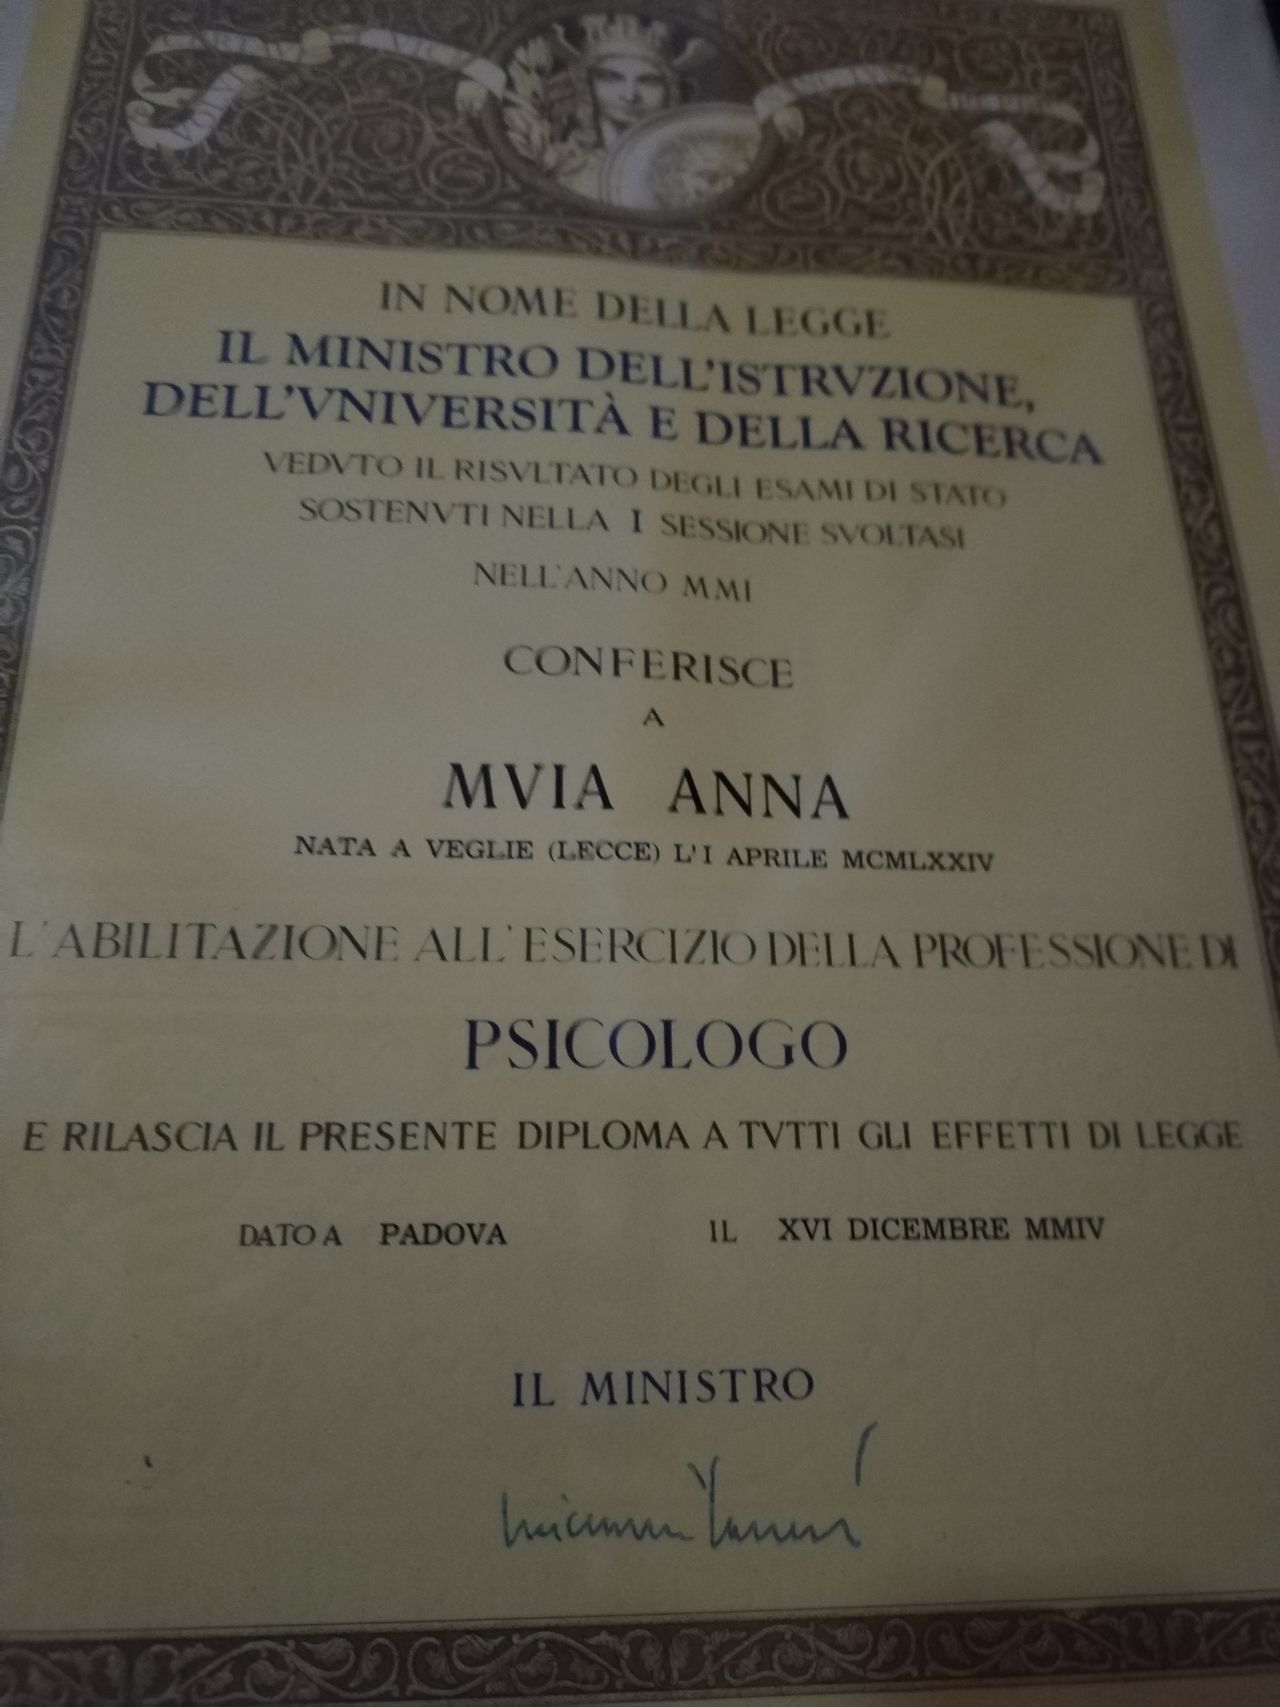 IN NOME DELLA LEGGE
IL MINISTRO DELL'ISTRVZIONE,
DELL'VNIVERSITÀ E DELLA RICERCA
VEDVTO IL RISVLTATO DEGLI ESAMI DI STATO
SOSTENVTI NELLA I SESSIONE SVOLTASI
NELL'ANNO MMI
CONFERISCE
A
MVIA ANNA
NATA A VEGLIE (LECCE) L'I APRILE MCMLXXIV
L'ABILITAZIONE ALL'ESERCIZIO DELLA PROFESSIONE DI
PSICOLOGO
E RILASCIA IL PRESENTE DIPLOMA A TVTTI GLI EFFETTI DI LEGGE
DATO A PADOVA IL XVI DICEMBRE MMIV
IL MINISTRO